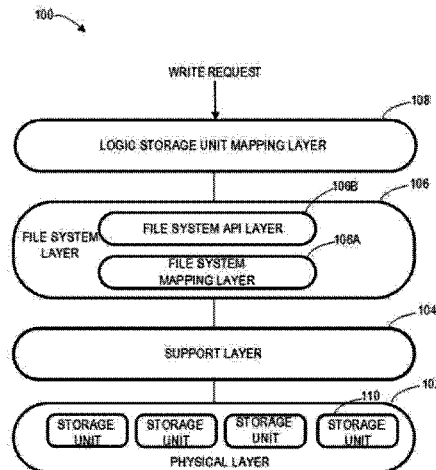 100
WRITE REQUEST
108
LOGIC STORAGE UNIT MAPPING LAYER
106B
106
FILE SYSTEM API LAYER
FILE SYSTEM
LAYER
106A
FILE SYSTEM
MAPPING LAYER
104
SUPPORT LAYER
110
STORAGE
UNIT
STORAGE
UNIT
STORAGE
UNIT
STORAGE
UNIT
PHYSICAL LAYER